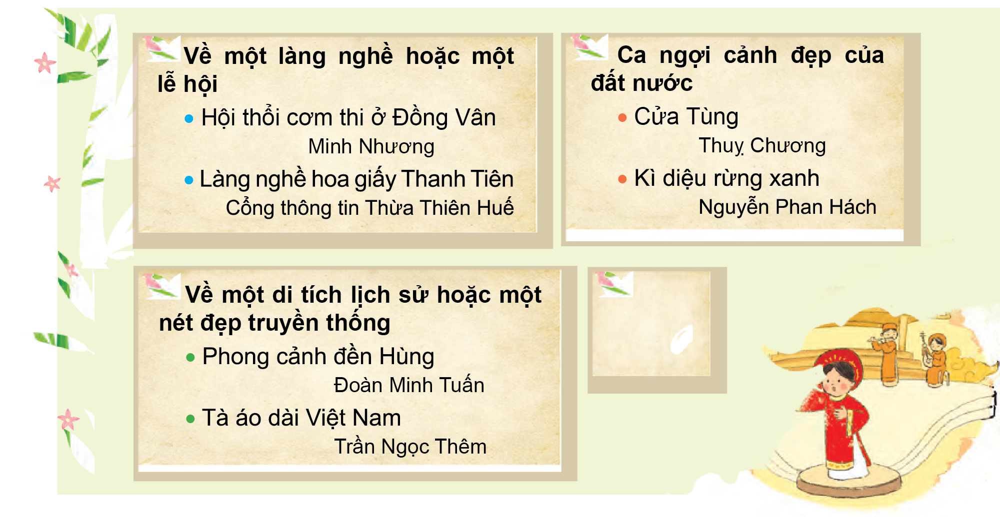 Về một làng nghề hoặc một
lễ hội
Hội thổi cơm thi ở Đồng Vân
Minh Nhương
Làng nghề hoa giấy Thanh Tiên
Cổng thông tin Thừa Thiên Huế
Ca ngợi cảnh đẹp của
đất nước
Cửa Tùng
Thuỵ Chương
Kì diệu rừng xanh
Nguyễn Phan Hách
Về một di tích lịch sử hoặc một
nét đẹp truyền thống
Phong cảnh đền Hùng
Đoàn Minh Tuấn
Tà áo dài Việt Nam
Trần Ngọc Thêm